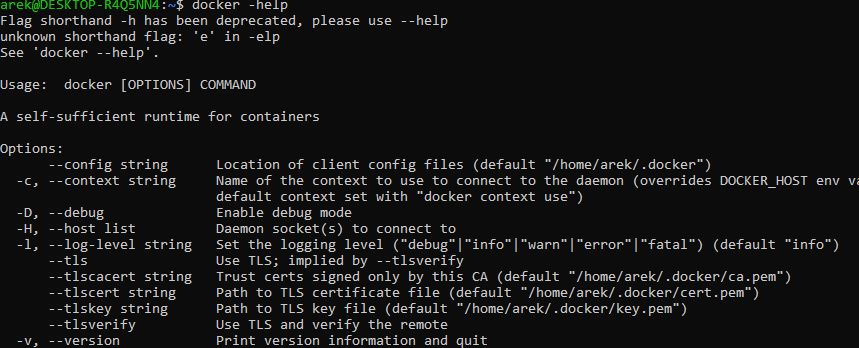 arek@DESKTOP-R4Q5NN4:~$ docker -help
Flag shorthand -h has been deprecated, please use --help
unknown shorthand flag: 'e' in -elp
See 'docker --help'.
Usage:  docker [OPTIONS] COMMAND
A self-sufficient runtime for containers
Options:
      --config string      Location of client config files (default "/home/arek/.docker")
  -c, --context string     Name of the context to use to connect to the daemon (overrides DOCKER_HOST env va
                           default context set with "docker context use")
  -D, --debug              Enable debug mode
  -H, --host list          Daemon socket(s) to connect to
  -l, --log-level string   Set the logging level ("debug"|"info"|"warn"|"error"|"fatal") (default "info")
      --tls                Use TLS; implied by --tlsverify
      --tlscacert string   Trust certs signed only by this CA (default "/home/arek/.docker/ca.pem")
      --tlscert string     Path to TLS certificate file (default "/home/arek/.docker/cert.pem")
      --tlskey string      Path to TLS key file (default "/home/arek/.docker/key.pem")
      --tlsverify          Use TLS and verify the remote
  -v, --version            Print version information and quit